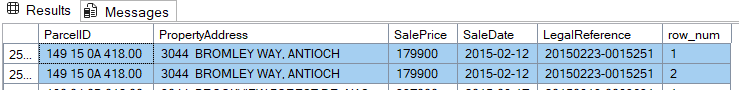 Results Messages
ParcelID PropertyAddress SalePrice SaleDate LegalReference row_num
25... 149 15 0A 418.00 3044 BROMLEY WAY, ANTIOCH 179900 2015-02-12 20150223-0015251 1
25... 149 15 0A 418.00 3044 BROMLEY WAY, ANTIOCH 179900 2015-02-12 20150223-0015251 2